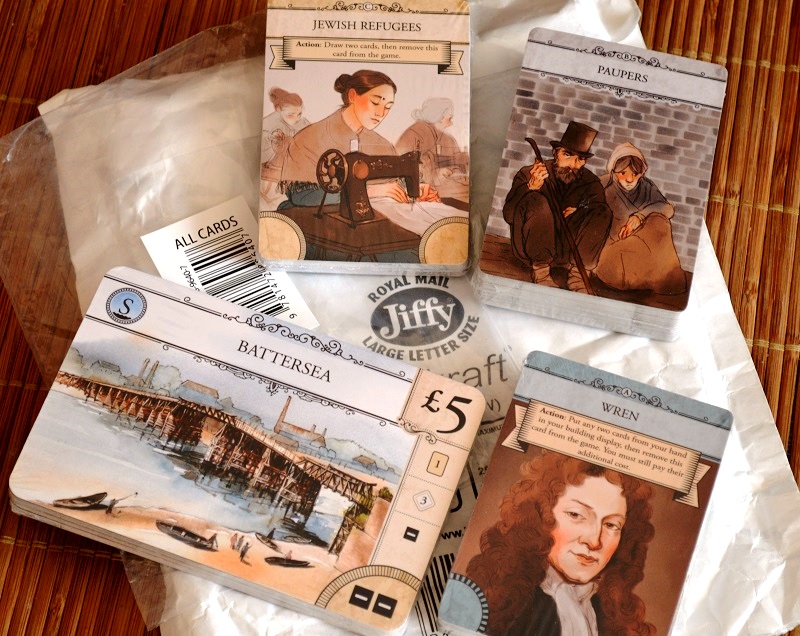 C
JEWISH REFUGEES
Action: Draw two cards, then remove this
card from the game.
B
PAUPERS
ALL CARDS
ROYAL MAIL
Jiffy
LARGE LETTER SIZE
S
BATTERSEA
£5
1
3
A
WREN
Action: Put any two cards from your hand
in your building display, then remove this
card from the game. You must still pay their
additional cost.